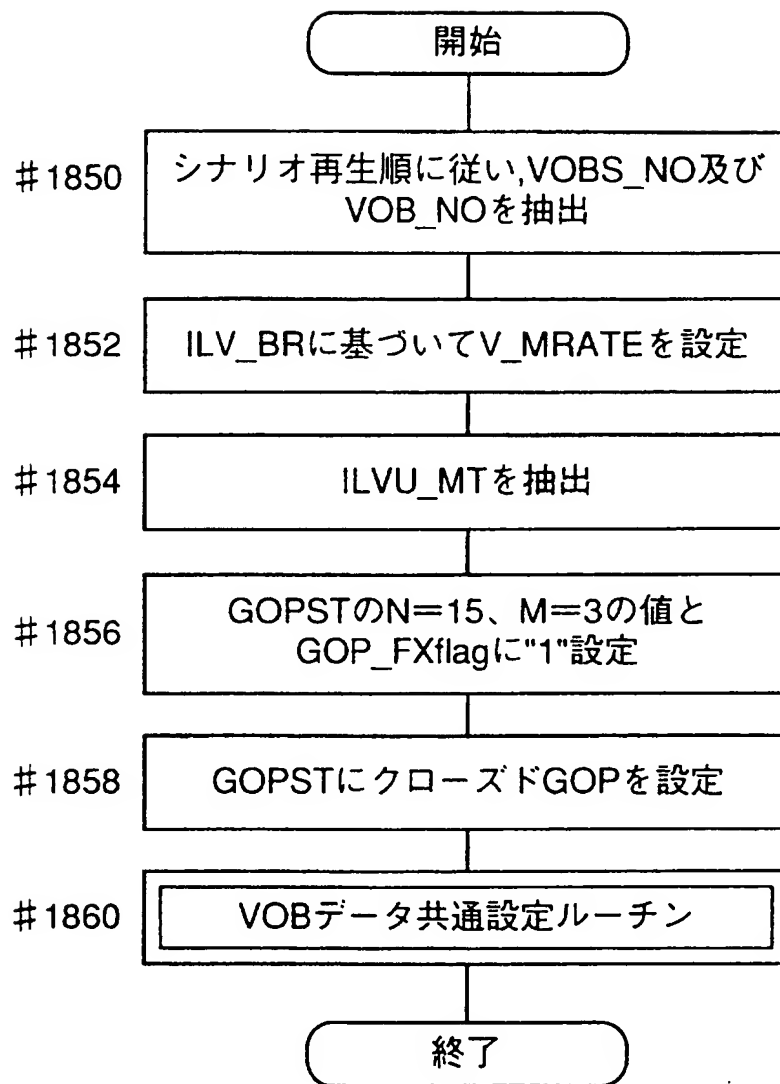 開始
#1850
シナリオ再生順に従い,VOBS_NO及び
VOB_NOを抽出
#1852
ILV_BRに基づいてV_MRATEを設定
#1854
ILVU_MTを抽出
#1856
GOPSTのN=15、M=3の値と
GOP_FXflagに"1"設定
#1858
GOPSTにクローズドGOPを設定
#1860
VOBデータ共通設定ルーチン
終了